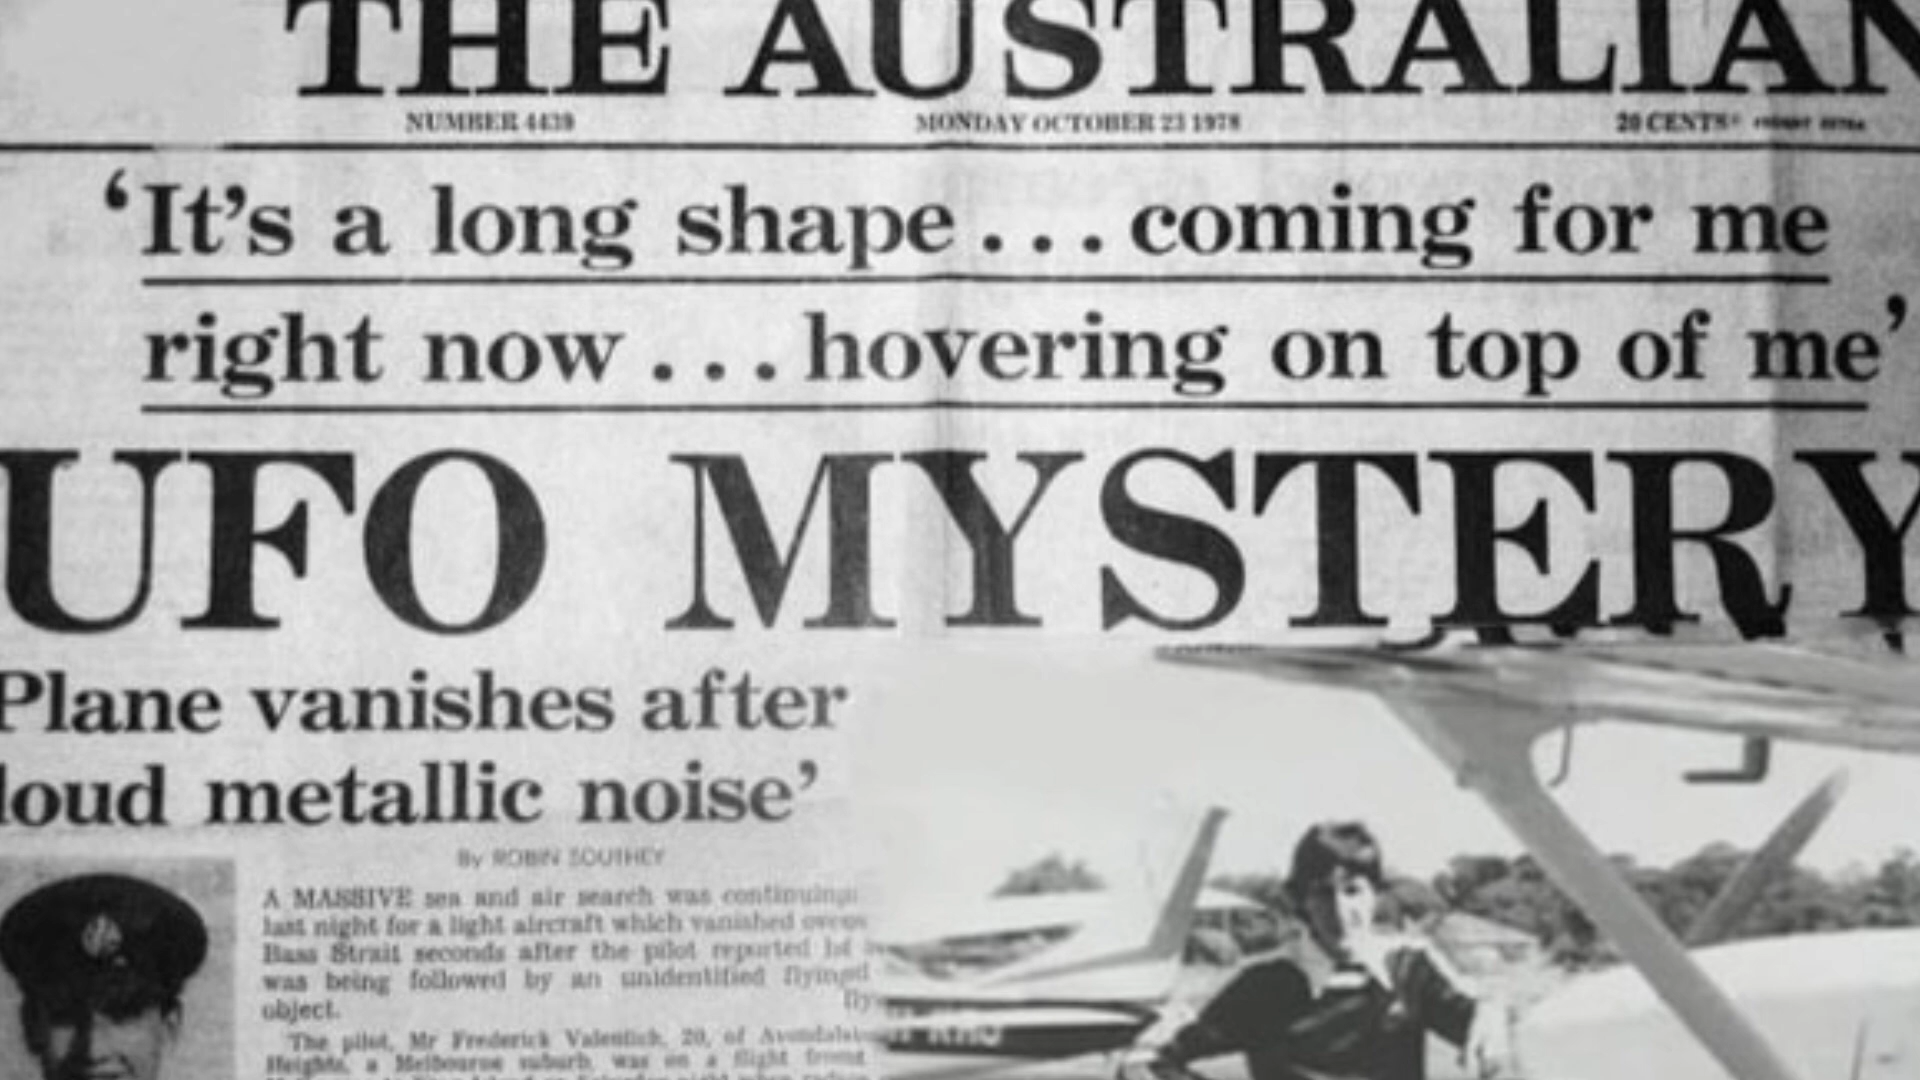 THE AUSTRALIAN
NUMBER 4439 MONDAY OCTOBER 23 1978 20 CENTS*
‘It’s a long shape . . . coming for me
right now . . . hovering on top of me’
UFO MYSTERY
Plane vanishes after
loud metallic noise’
By ROBIN SOUTHEY
A MASSIVE sea and air search was continuing
last night for a light aircraft which vanished over
Bass Strait seconds after the pilot reported he
was being followed by an unidentified flying
object.
The pilot, Mr Frederick Valentich, 20, of Avondale
Heights, a Melbourne suburb, was on a flight from